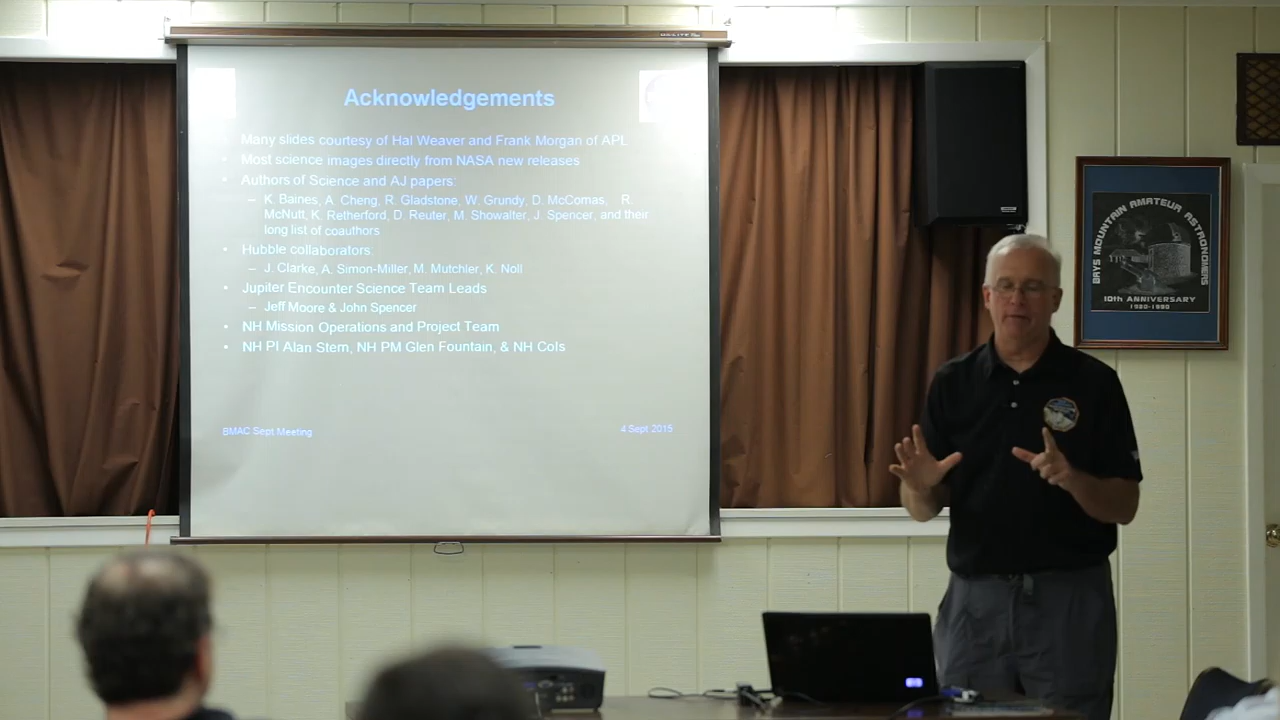 Acknowledgements
• Many slides courtesy of Hal Weaver and Frank Morgan of APL
• Most science images directly from NASA new releases
• Authors of Science and AJ papers:
– K. Baines, A. Cheng, R. Gladstone, W. Grundy, D. McComas, R.
McNutt, K. Retherford, D. Reuter, M. Showalter, J. Spencer, and their
long list of coauthors
• Hubble collaborators:
– J. Clarke, A. Simon-Miller, M. Mutchler, K. Noll
• Jupiter Encounter Science Team Leads
– Jeff Moore & John Spencer
• NH Mission Operations and Project Team
• NH PI Alan Stern, NH PM Glen Fountain, & NH CoIs
BMAC Sept Meeting
4 Sept 2015
BAYS MOUNTAIN AMATEUR ASTRONOMERS
10th ANNIVERSARY
1980-1990